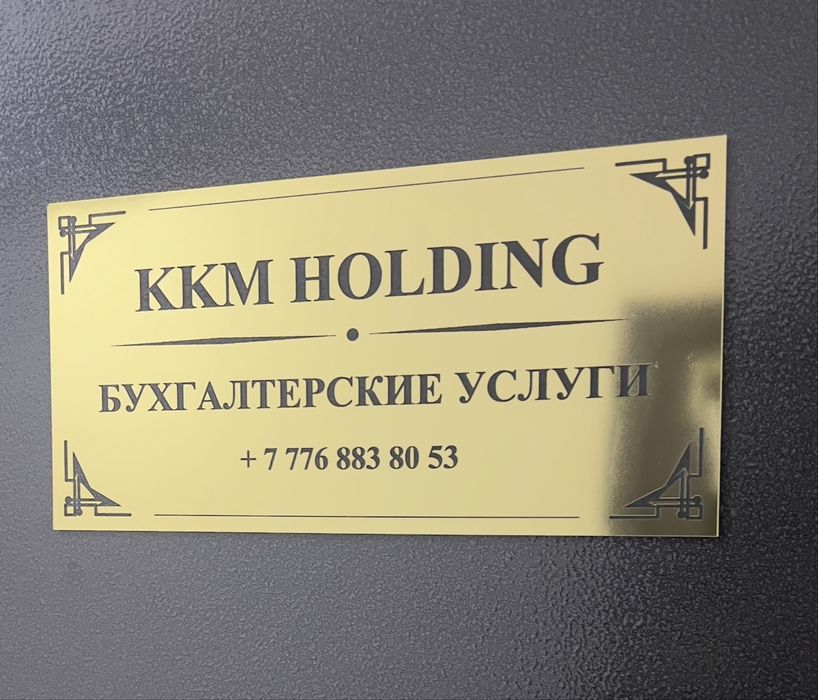 KKM HOLDING
БУХГАЛТЕРСКИЕ УСЛУГИ
+ 7 776 883 80 53